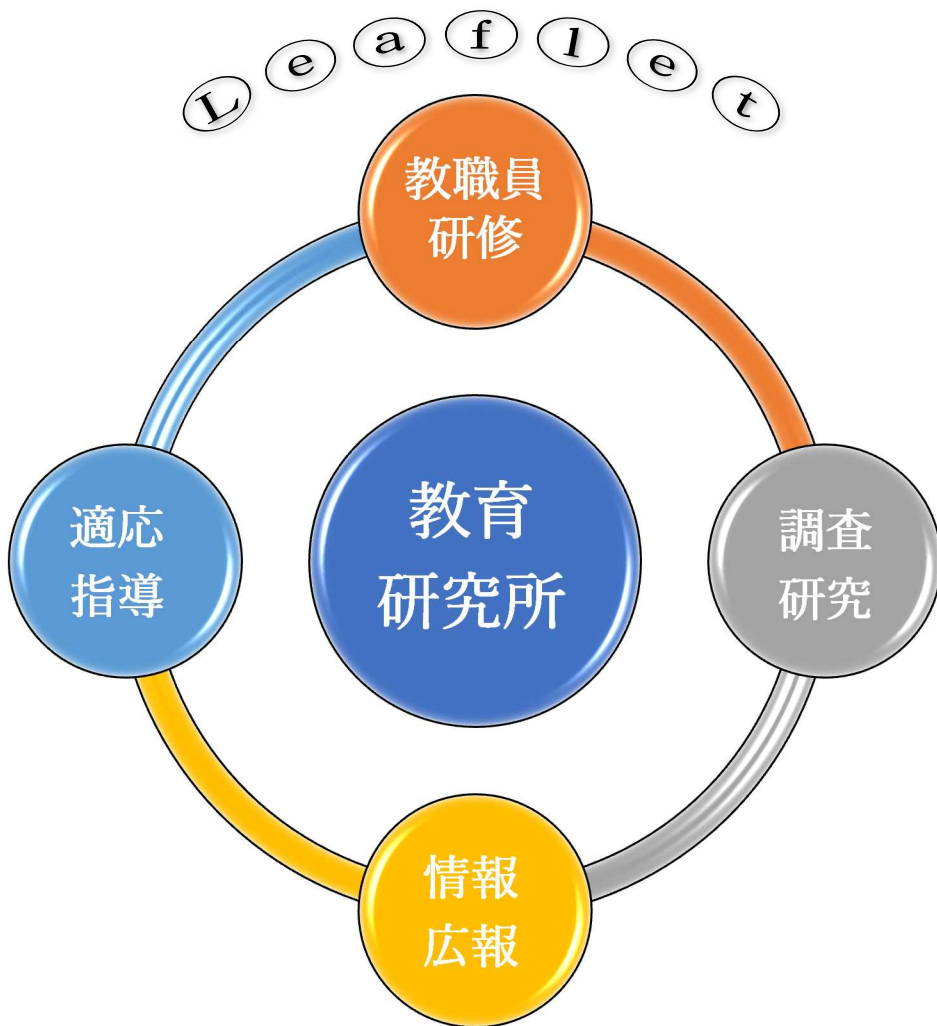 Leaflet
教職員
研修
適応
指導
教育
研究所
調査
研究
情報
広報